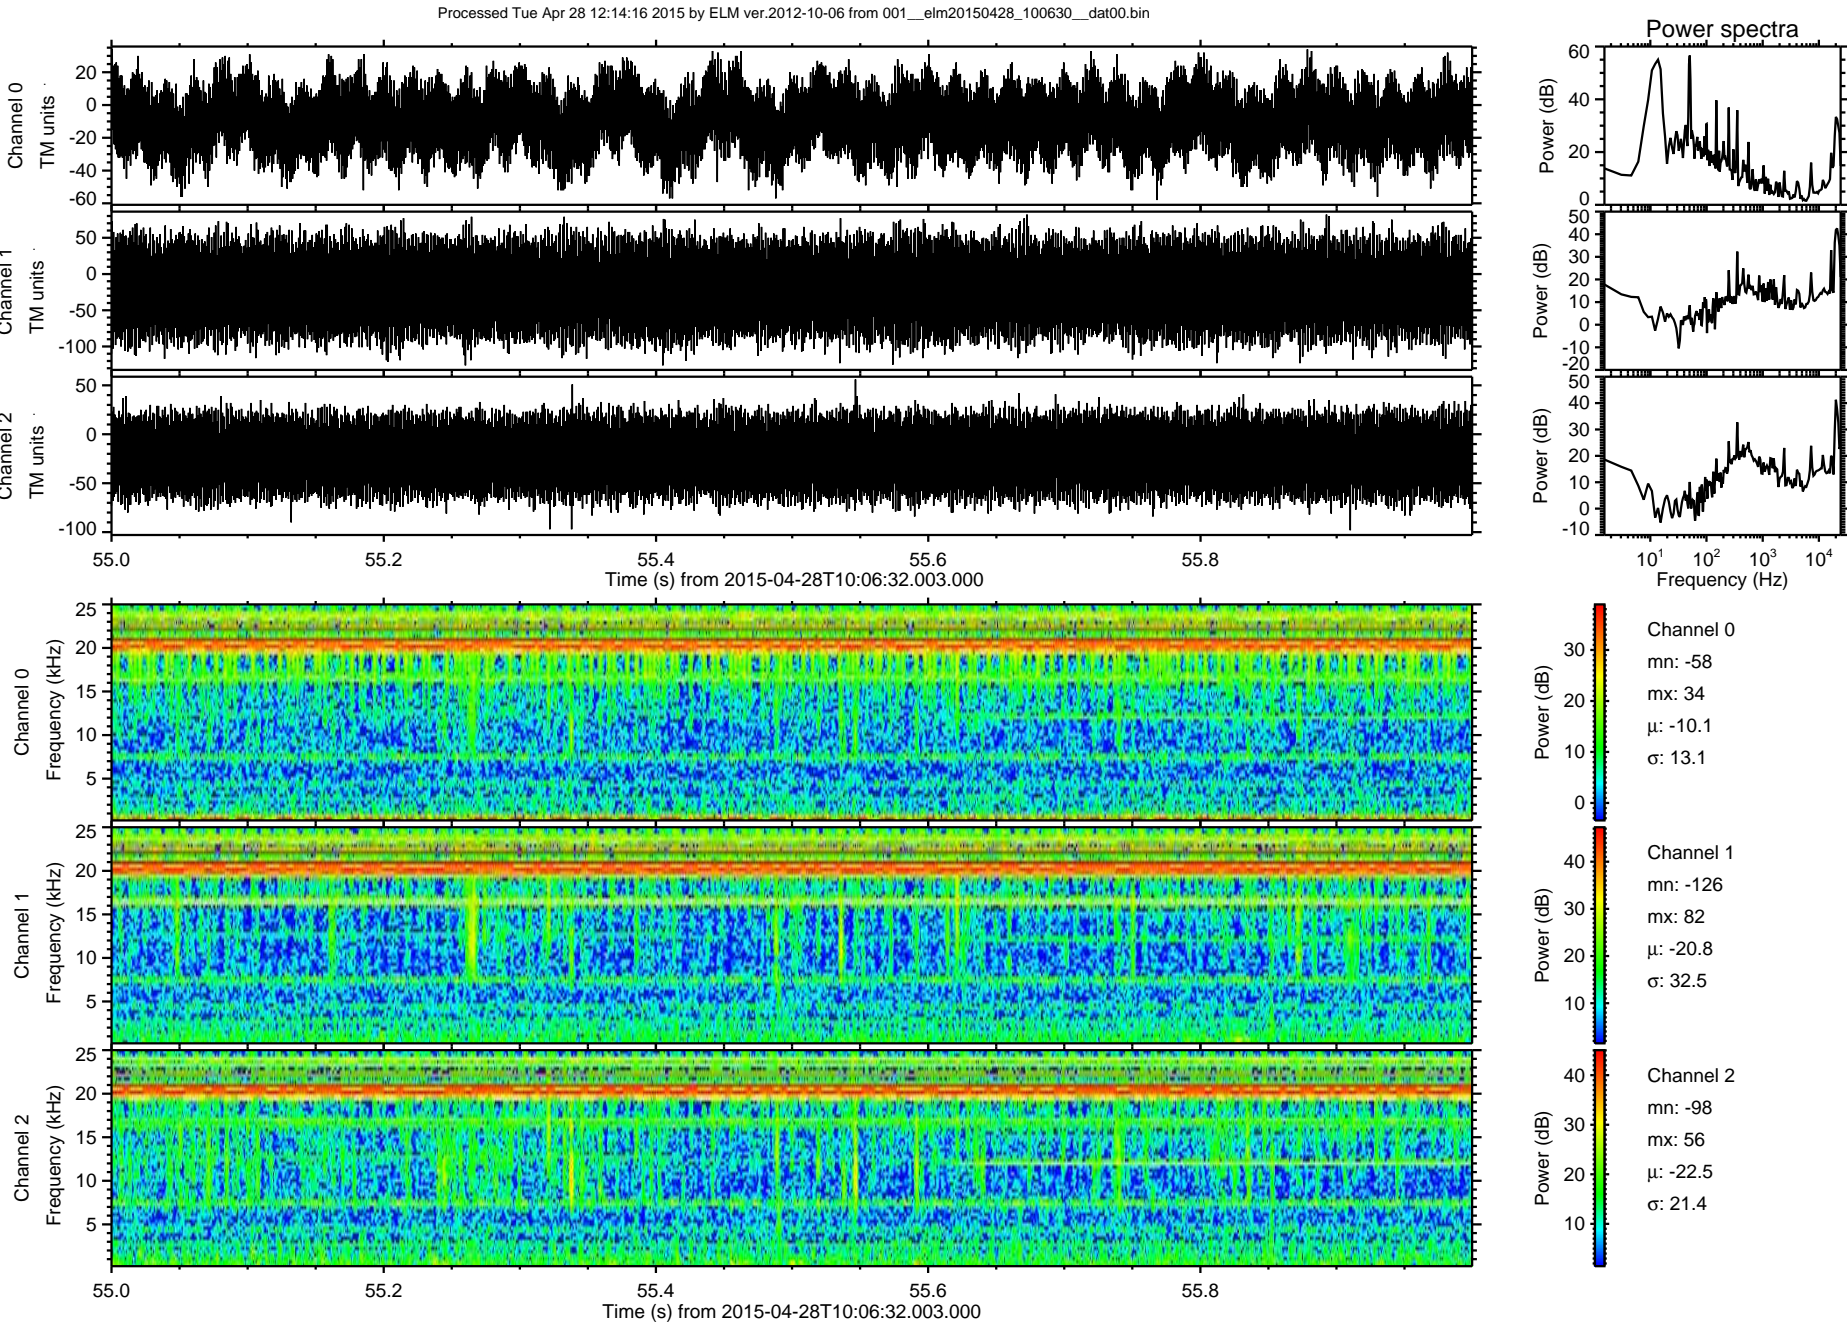 Processed Tue Apr 28 12:14:16 2015 by ELM ver.2012-10-06 from 001__elm20150428_100630__dat00.bin
Power spectra
Channel 0
TM units
20
0
-20
-40
-60
Power (dB)
60
40
20
0
Channel 1
TM units
50
0
-50
-100
Power (dB)
50
40
30
20
10
0
-10
-20
Channel 2
TM units
50
0
-50
-100
Power (dB)
50
40
30
20
10
0
-10
55.0 55.2 55.4 55.6 55.8
Time (s) from 2015-04-28T10:06:32.003.000
10¹ 10² 10³ 10⁴
Frequency (Hz)
Channel 0
Frequency (kHz)
25
20
15
10
5
Power (dB)
30
20
10
0
Channel 0
mn: -58
mx: 34
μ: -10.1
σ: 13.1
Channel 1
Frequency (kHz)
25
20
15
10
5
Power (dB)
40
30
20
10
Channel 1
mn: -126
mx: 82
μ: -20.8
σ: 32.5
Channel 2
Frequency (kHz)
25
20
15
10
5
Power (dB)
40
30
20
10
Channel 2
mn: -98
mx: 56
μ: -22.5
σ: 21.4
55.0 55.2 55.4 55.6 55.8
Time (s) from 2015-04-28T10:06:32.003.000